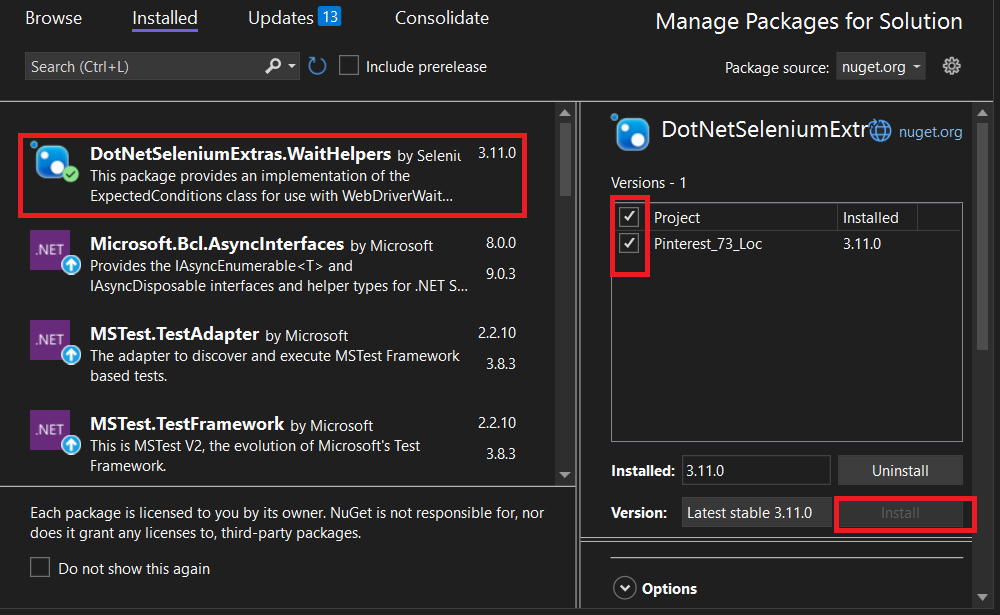 Browse Installed Updates 13 Consolidate
Manage Packages for Solution
Search (Ctrl+L) Include prerelease
Package source: nuget.org
DotNetSeleniumExtras.WaitHelpers by Seleniu 3.11.0
This package provides an implementation of the
ExpectedConditions class for use with WebDriverWait...
.NET
Microsoft.Bcl.AsyncInterfaces by Microsoft 8.0.0
Provides the IAsyncEnumerable<T> and 9.0.3
IAsyncDisposable interfaces and helper types for .NET S...
.NET
MSTest.TestAdapter by Microsoft 2.2.10
The adapter to discover and execute MSTest Framework 3.8.3
based tests.
.NET
MSTest.TestFramework by Microsoft 2.2.10
This is MSTest V2, the evolution of Microsoft's Test 3.8.3
Framework.
Each package is licensed to you by its owner. NuGet is not responsible for, nor
does it grant any licenses to, third-party packages.
Do not show this again
DotNetSeleniumExtr nuget.org
Versions - 1
Project Installed
Pinterest_73_Loc 3.11.0
Installed: 3.11.0 Uninstall
Version: Latest stable 3.11.0 Install
Options